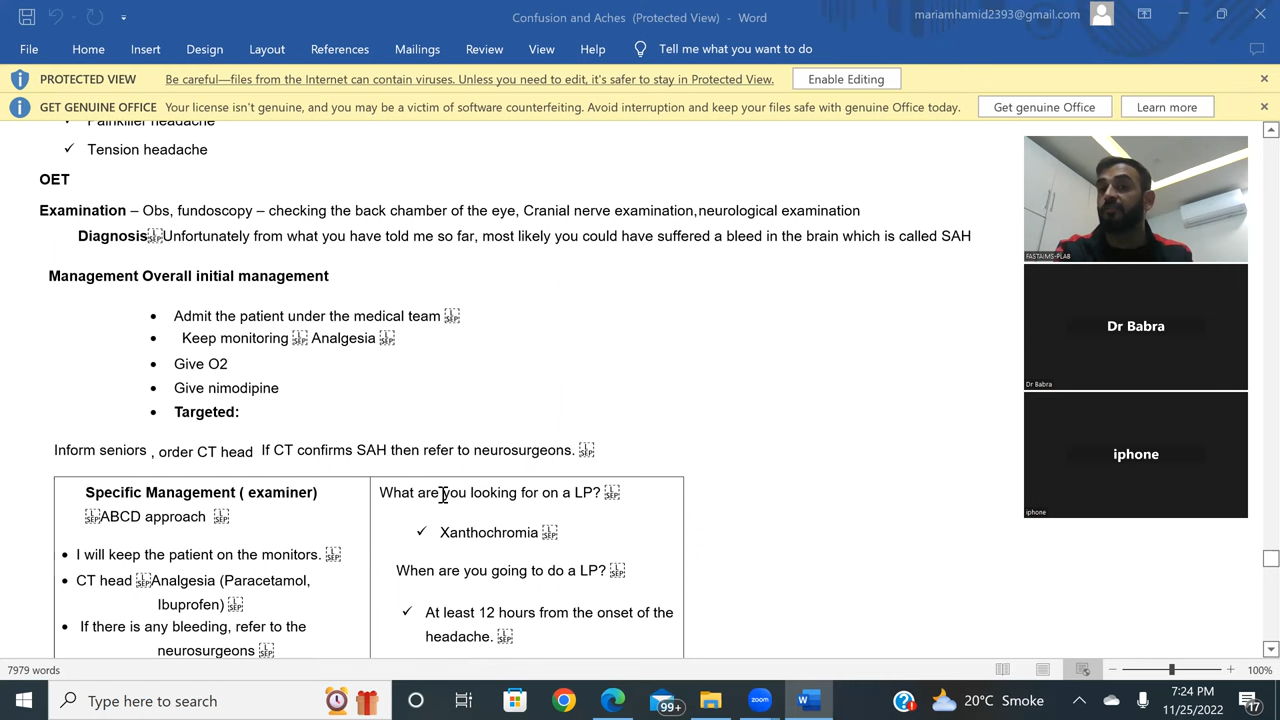 Confusion and Aches (Protected View) - Word
mariamhamid2393@gmail.com
File Home Insert Design Layout References Mailings Review View Help Tell me what you want to do
PROTECTED VIEW Be careful—files from the Internet can contain viruses. Unless you need to edit, it's safer to stay in Protected View. Enable Editing
GET GENUINE OFFICE Your license isn't genuine, and you may be a victim of software counterfeiting. Avoid interruption and keep your files safe with genuine Office today. Get genuine Office Learn more
✓ Painkiller headache
✓ Tension headache
OET
Examination – Obs, fundoscopy – checking the back chamber of the eye, Cranial nerve examination,neurological examination
Diagnosis Unfortunately from what you have told me so far, most likely you could have suffered a bleed in the brain which is called SAH
Management Overall initial management
• Admit the patient under the medical team
• Keep monitoring Analgesia
• Give O2
• Give nimodipine
• Targeted:
Inform seniors , order CT head If CT confirms SAH then refer to neurosurgeons.
Specific Management ( examiner)
ABCD approach
• I will keep the patient on the monitors.
• CT head Analgesia (Paracetamol,
Ibuprofen)
• If there is any bleeding, refer to the
neurosurgeons
What are you looking for on a LP?
✓ Xanthochromia
When are you going to do a LP?
✓ At least 12 hours from the onset of the
headache.
FASTAIMS-PLAB
Dr Babra
Dr Babra
iphone
iphone
7979 words
100%
Type here to search
99+
zoom
20°C Smoke
7:24 PM
11/25/2022
17